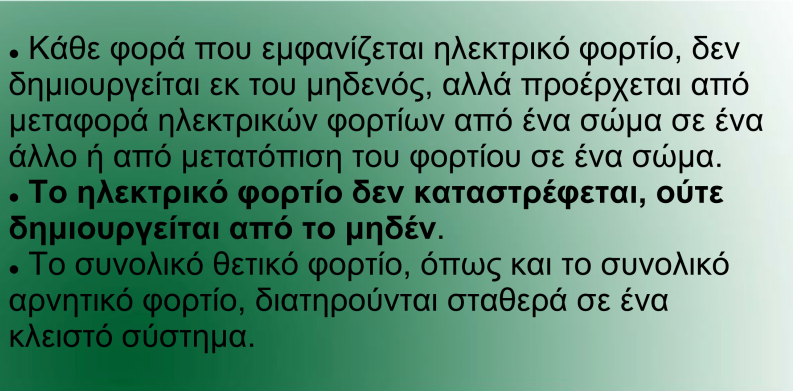 • Κάθε φορά που εμφανίζεται ηλεκτρικό φορτίο, δεν
δημιουργείται εκ του μηδενός, αλλά προέρχεται από
μεταφορά ηλεκτρικών φορτίων από ένα σώμα σε ένα
άλλο ή από μετατόπιση του φορτίου σε ένα σώμα.
• Το ηλεκτρικό φορτίο δεν καταστρέφεται, ούτε
δημιουργείται από το μηδέν.
• Το συνολικό θετικό φορτίο, όπως και το συνολικό
αρνητικό φορτίο, διατηρούνται σταθερά σε ένα
κλειστό σύστημα.